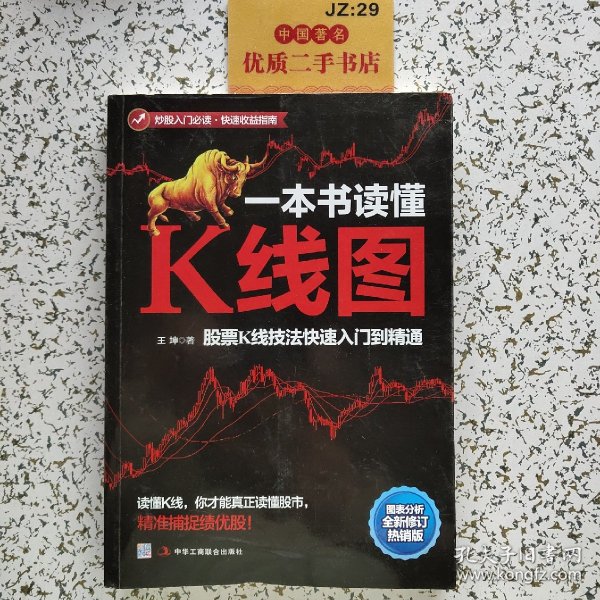 JZ:29
中国著名
优质二手书店
炒股入门必读·快速收益指南
一本书读懂
K线图
王坤◎著 股票K线技法快速入门到精通
读懂K线，你才能真正读懂股市，
精准捕捉绩优股！
图表分析
全新修订
热销版
中华工商联合出版社
孔夫子旧书网
www.kongfz.com